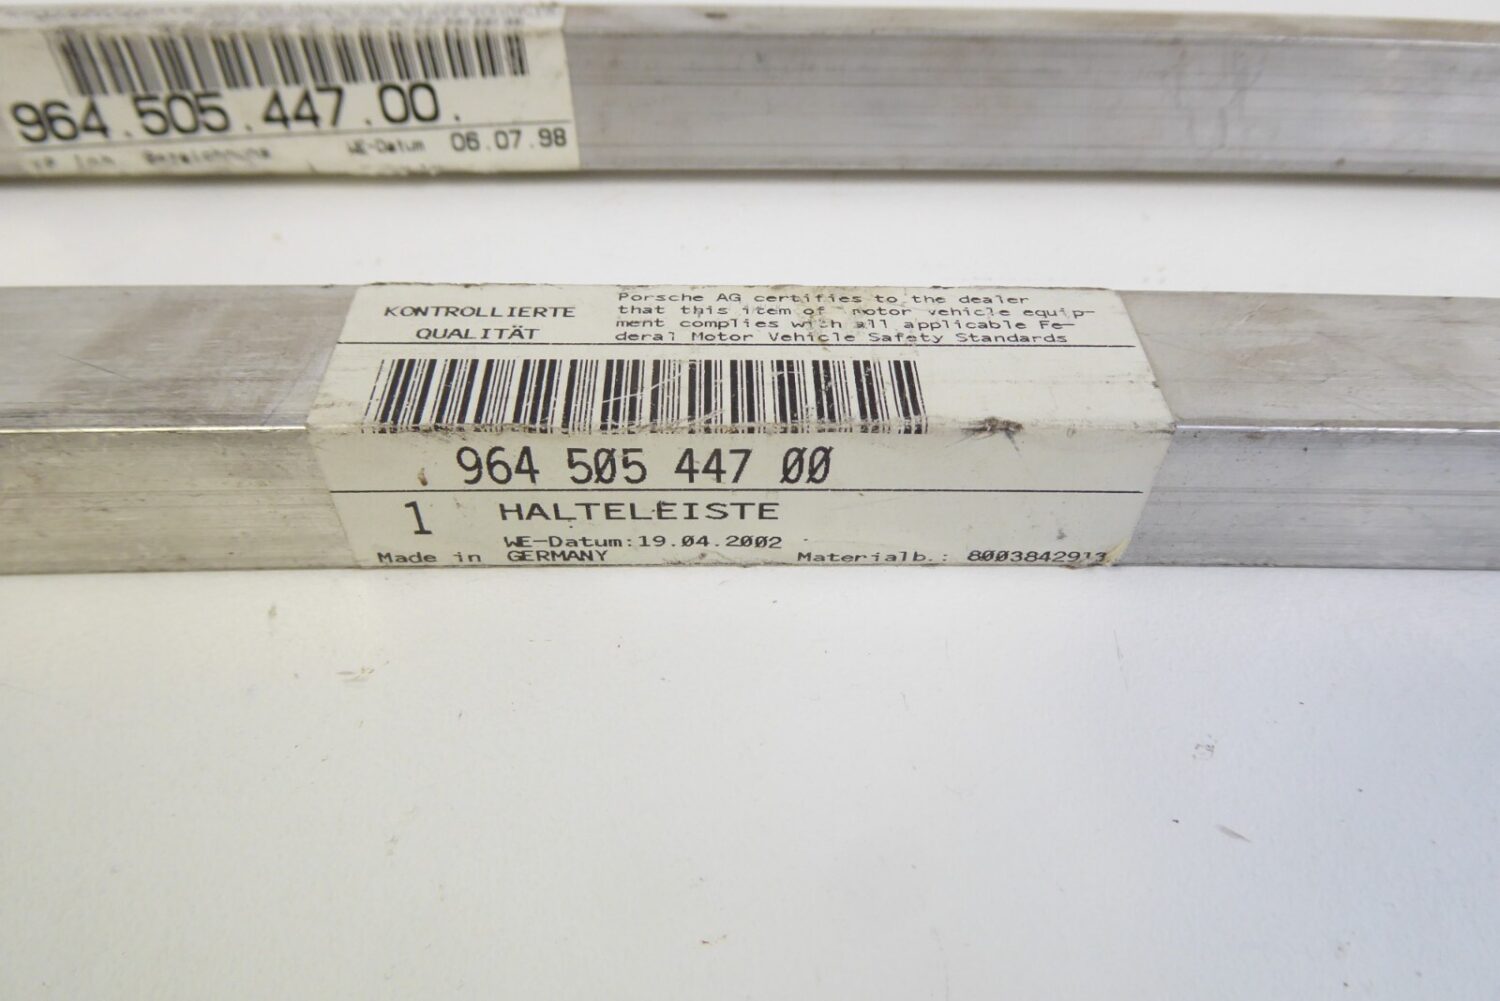 964.505.447.00.
WE-Datum 06.07.98
KONTROLLIERTE
QUALITÄT
Porsche AG certifies to the dealer
that this item of motor vehicle equip-
ment complies with all applicable Fe-
deral Motor Vehicle Safety Standards
964 505 447 00
1 HALTELEISTE
WE-Datum:19.04.2002
Made in GERMANY Materialb.: 8003842913